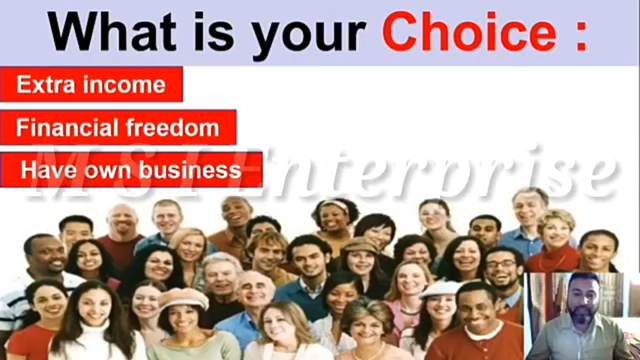 What is your Choice :
Extra income
Financial freedom
Have own business
M S I Enterprise